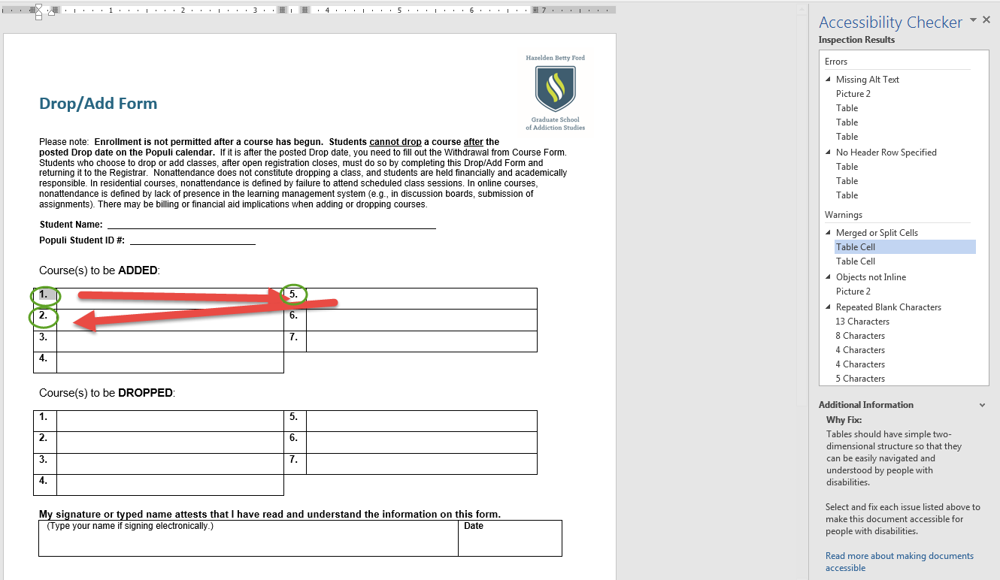 1 2 3 4 5 6 7
Hazelden Betty Ford
Graduate School
of Addiction Studies
Drop/Add Form
Please note:  Enrollment is not permitted after a course has begun.  Students cannot drop a course after the
posted Drop date on the Populi calendar.  If it is after the posted Drop date, you need to fill out the Withdrawal from Course Form.
Students who choose to drop or add classes, after open registration closes, must do so by completing this Drop/Add Form and
returning it to the Registrar.  Nonattendance does not constitute dropping a class, and students are held financially and academically
responsible. In residential courses, nonattendance is defined by failure to attend scheduled class sessions. In online courses,
nonattendance is defined by lack of presence in the learning management system (e.g., in discussion boards, submission of
assignments). There may be billing or financial aid implications when adding or dropping courses.
Student Name:
Populi Student ID #:
Course(s) to be ADDED:
1. 5.
2. 6.
3. 7.
4.
Course(s) to be DROPPED:
1. 5.
2. 6.
3. 7.
4.
My signature or typed name attests that I have read and understand the information on this form.
(Type your name if signing electronically.) Date
Accessibility Checker
Inspection Results
Errors
Missing Alt Text
Picture 2
Table
Table
Table
No Header Row Specified
Table
Table
Table
Warnings
Merged or Split Cells
Table Cell
Table Cell
Objects not Inline
Picture 2
Repeated Blank Characters
13 Characters
8 Characters
4 Characters
4 Characters
5 Characters
Additional Information
Why Fix:
Tables should have simple two-
dimensional structure so that they
can be easily navigated and
understood by people with
disabilities.
Select and fix each issue listed above to
make this document accessible for
people with disabilities.
Read more about making documents
accessible